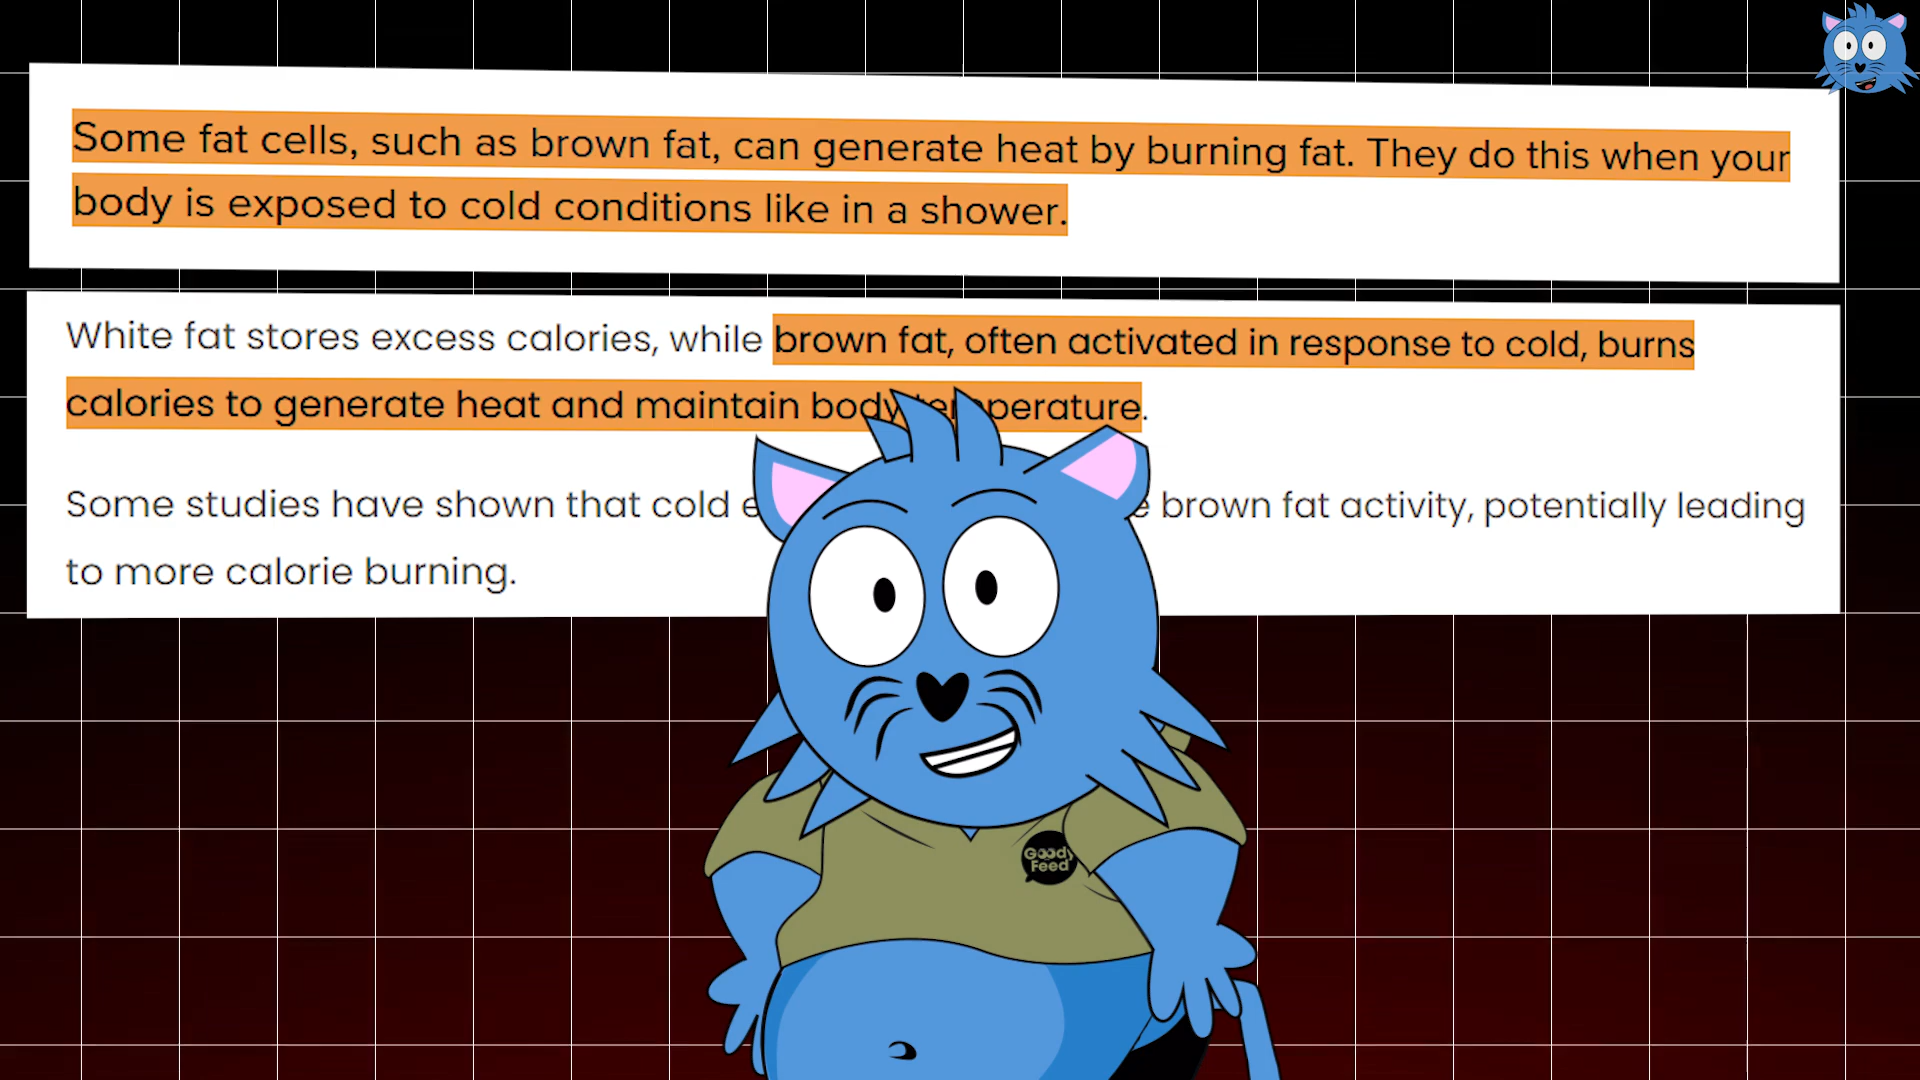 Some fat cells, such as brown fat, can generate heat by burning fat. They do this when your
body is exposed to cold conditions like in a shower.
White fat stores excess calories, while brown fat, often activated in response to cold, burns
calories to generate heat and maintain body temperature.
Some studies have shown that cold brown fat activity, potentially leading
to more calorie burning.
Goody
Feed